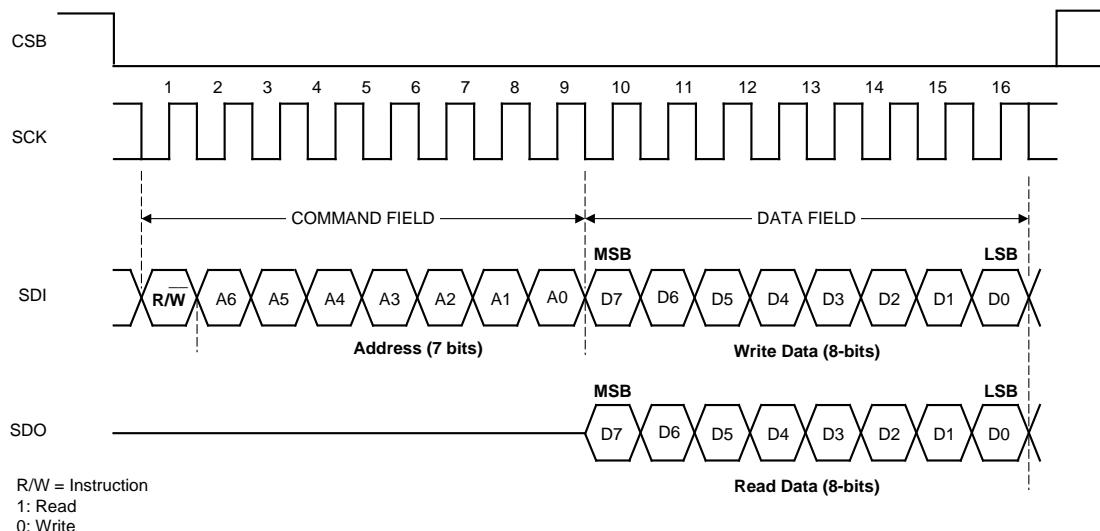 CSB
1 2 3 4 5 6 7 8 9 10 11 12 13 14 15 16
SCK
COMMAND FIELD DATA FIELD
MSB LSB
SDI R/W A6 A5 A4 A3 A2 A1 A0 D7 D6 D5 D4 D3 D2 D1 D0
Address (7 bits) Write Data (8-bits)
MSB LSB
SDO D7 D6 D5 D4 D3 D2 D1 D0
R/W = Instruction Read Data (8-bits)
1: Read
0: Write